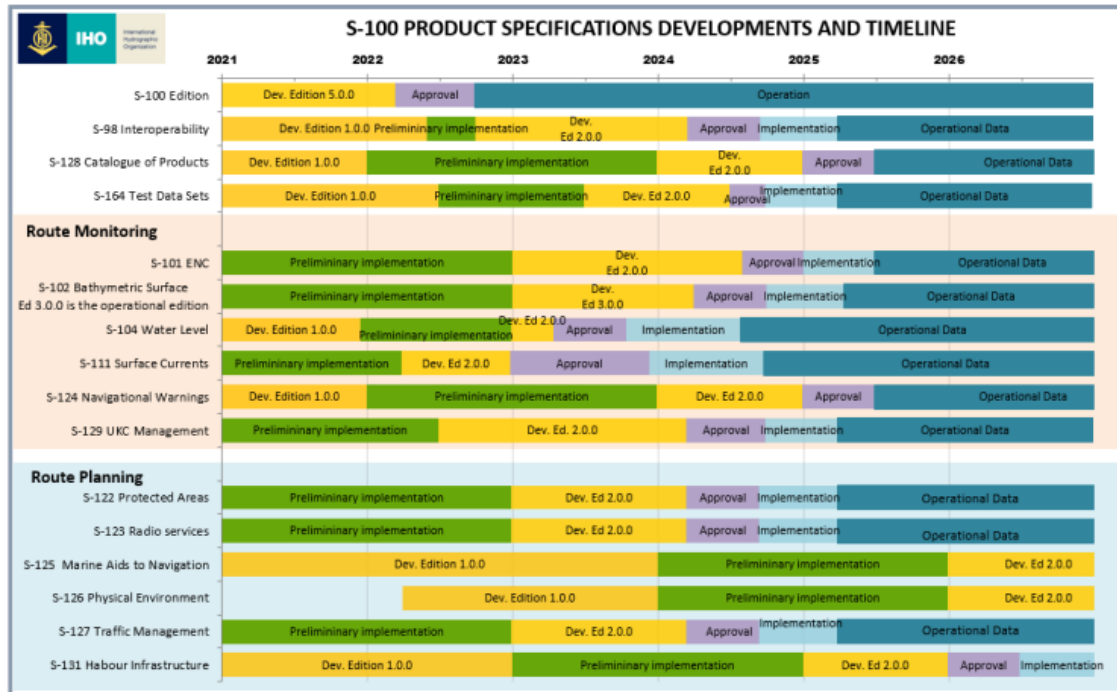 IHO
International
Hydrographic
Organization
S-100 PRODUCT SPECIFICATIONS DEVELOPMENTS AND TIMELINE
2021 2022 2023 2024 2025 2026
S-100 Edition Dev. Edition 5.0.0 Approval Operation
S-98 Interoperability Dev. Edition 1.0.0 Prelimininary implementation Dev. Ed 2.0.0 Approval Implementation Operational Data
S-128 Catalogue of Products Dev. Edition 1.0.0 Prelimininary implementation Dev. Ed 2.0.0 Approval Operational Data
S-164 Test Data Sets Dev. Edition 1.0.0 Prelimininary implementation Dev. Ed 2.0.0 Approval Implementation Operational Data
Route Monitoring
S-101 ENC Prelimininary implementation Dev. Ed 2.0.0 Approval Implementation Operational Data
S-102 Bathymetric Surface
Ed 3.0.0 is the operational edition Prelimininary implementation Dev. Ed 3.0.0 Approval Implementation Operational Data
S-104 Water Level Dev. Edition 1.0.0 Prelimininary implementation Dev. Ed 2.0.0 Approval Implementation Operational Data
S-111 Surface Currents Prelimininary implementation Dev. Ed 2.0.0 Approval Implementation Operational Data
S-124 Navigational Warnings Dev. Edition 1.0.0 Prelimininary implementation Dev. Ed 2.0.0 Approval Operational Data
S-129 UKC Management Prelimininary implementation Dev. Ed. 2.0.0 Approval Implementation Operational Data
Route Planning
S-122 Protected Areas Prelimininary implementation Dev. Ed 2.0.0 Approval Implementation Operational Data
S-123 Radio services Prelimininary implementation Dev. Ed 2.0.0 Approval Implementation Operational Data
S-125 Marine Aids to Navigation Dev. Edition 1.0.0 Prelimininary implementation Dev. Ed 2.0.0
S-126 Physical Environment Dev. Edition 1.0.0 Prelimininary implementation Dev. Ed 2.0.0
S-127 Traffic Management Prelimininary implementation Dev. Ed 2.0.0 Approval Implementation Operational Data
S-131 Habour Infrastructure Dev. Edition 1.0.0 Prelimininary implementation Dev. Ed 2.0.0 Approval Implementation